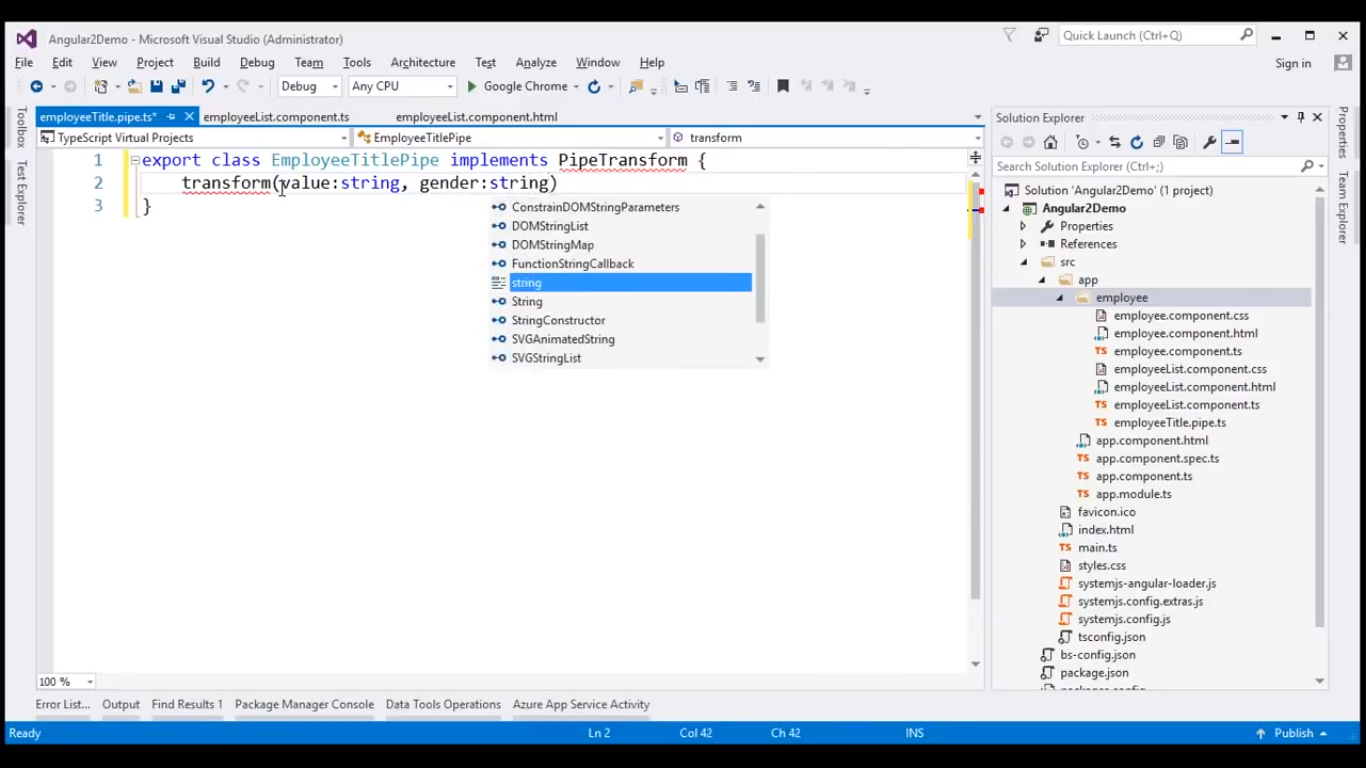 Angular2Demo - Microsoft Visual Studio (Administrator)
Quick Launch (Ctrl+Q)
File Edit View Project Build Debug Team Tools Architecture Test Analyze Window Help
Sign in
Debug Any CPU Google Chrome
Toolbox
Test Explorer
employeeTitle.pipe.ts* employeeList.component.ts employeeList.component.html
TypeScript Virtual Projects EmployeeTitlePipe transform
1 export class EmployeeTitlePipe implements PipeTransform {
2 transform(value:string, gender:string)
3 }
ConstrainDOMStringParameters
DOMStringList
DOMStringMap
FunctionStringCallback
string
String
StringConstructor
SVGAnimatedString
SVGStringList
100 %
Solution Explorer
Search Solution Explorer (Ctrl+;)
Solution 'Angular2Demo' (1 project)
Angular2Demo
Properties
References
src
app
employee
employee.component.css
employee.component.html
TS employee.component.ts
employeeList.component.css
employeeList.component.html
TS employeeList.component.ts
TS employeeTitle.pipe.ts
app.component.html
TS app.component.spec.ts
TS app.component.ts
TS app.module.ts
favicon.ico
index.html
TS main.ts
styles.css
systemjs-angular-loader.js
systemjs.config.extras.js
systemjs.config.js
tsconfig.json
bs-config.json
package.json
Properties
Team Explorer
Error List... Output Find Results 1 Package Manager Console Data Tools Operations Azure App Service Activity
Ready Ln 2 Col 42 Ch 42 INS Publish